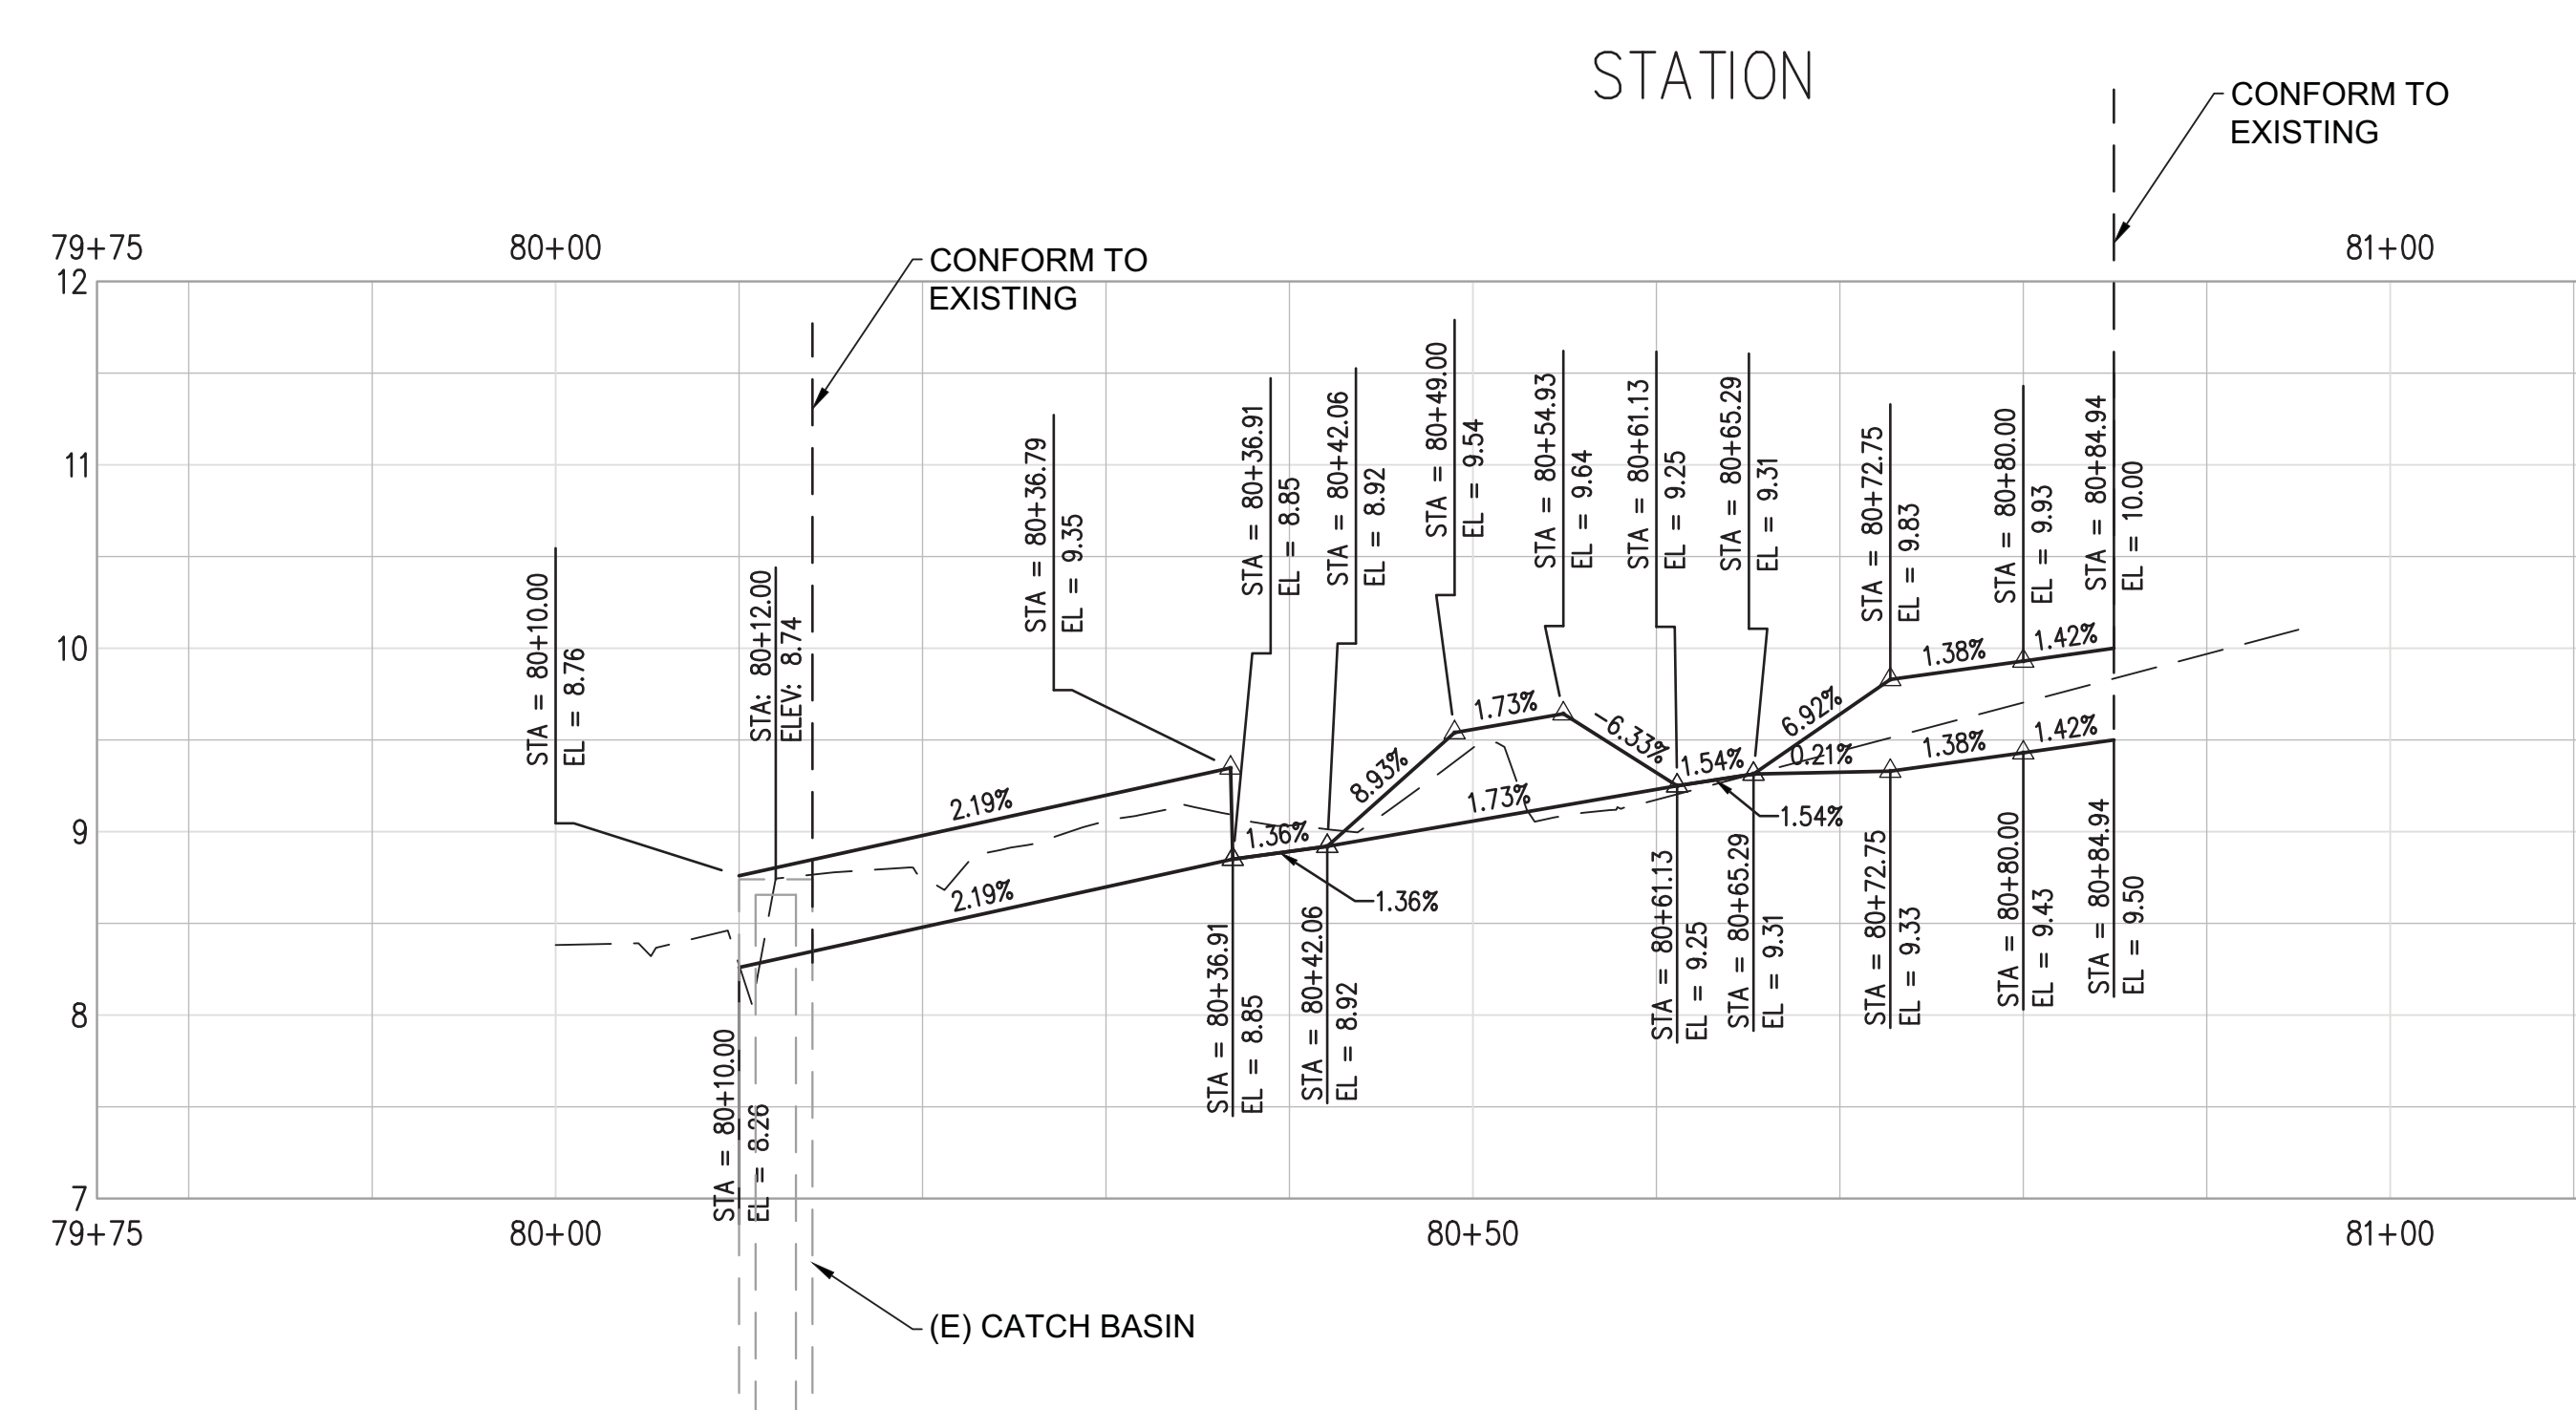 STATION
CONFORM TO
EXISTING
79+75
80+00
81+00
CONFORM TO
EXISTING
12
11
10
9
8
7
STA = 80+10.00
EL = 8.76
STA: 80+12.00
ELEV: 8.74
STA = 80+36.79
EL = 9.35
STA = 80+36.91
EL = 8.85
STA = 80+42.06
EL = 8.92
STA = 80+49.00
EL = 9.54
STA = 80+54.93
EL = 9.64
STA = 80+61.13
EL = 9.25
STA = 80+65.29
EL = 9.31
STA = 80+72.75
EL = 9.83
STA = 80+80.00
EL = 9.93
STA = 80+84.94
EL = 10.00
2.19%
1.36%
8.93%
1.73%
-6.33%
1.54%
6.92%
1.38%
1.42%
2.19%
1.36%
1.73%
1.54%
0.21%
1.38%
1.42%
STA = 80+10.00
EL = 8.26
STA = 80+36.91
EL = 8.85
STA = 80+42.06
EL = 8.92
STA = 80+61.13
EL = 9.25
STA = 80+65.29
EL = 9.31
STA = 80+72.75
EL = 9.33
STA = 80+80.00
EL = 9.43
STA = 80+84.94
EL = 9.50
79+75
80+00
80+50
81+00
(E) CATCH BASIN